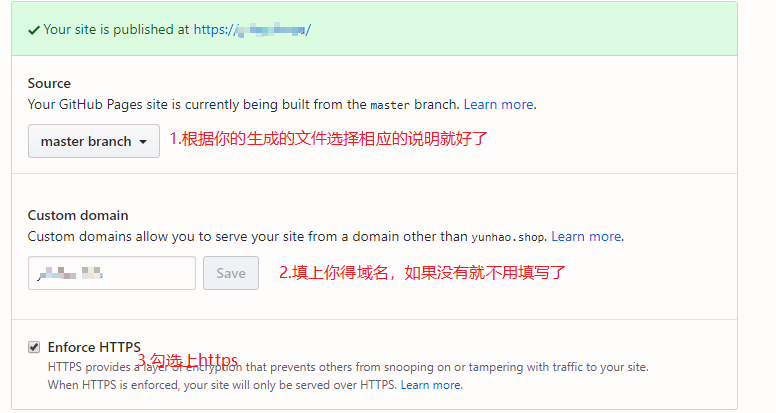 Your site is published at https://
Source
Your GitHub Pages site is currently being built from the master branch. Learn more.
master branch 1.根据你的生成的文件选择相应的说明就好了
Custom domain
Custom domains allow you to serve your site from a domain other than yunhao.shop. Learn more.
Save 2.填上你得域名，如果没有就不用填写了
Enforce HTTPS
3.勾选上https
HTTPS provides a layer of encryption that prevents others from snooping on or tampering with traffic to your site.
When HTTPS is enforced, your site will only be served over HTTPS. Learn more.